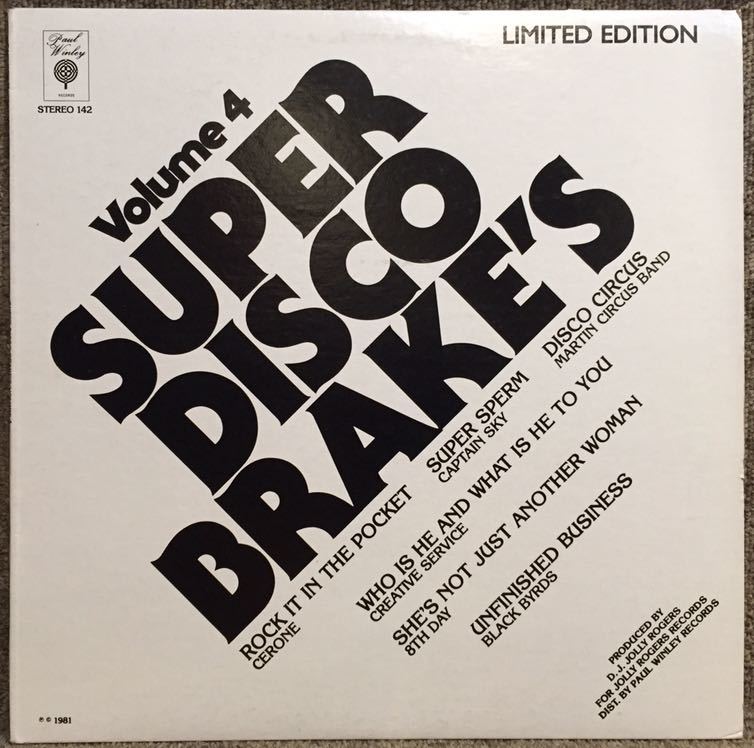 Paul
Winley
RECORDS
STEREO 142
LIMITED EDITION
Volume 4
SUPER
DISCO
BRAKE'S
ROCK IT IN THE POCKET
CERONE
SUPER SPERM
CAPTAIN SKY
DISCO CIRCUS
MARTIN CIRCUS BAND
WHO IS HE AND WHAT IS HE TO YOU
CREATIVE SERVICE
SHE'S NOT JUST ANOTHER WOMAN
8TH DAY
UNFINISHED BUSINESS
BLACK BYRDS
PRODUCED BY
D. J. JOLLY ROGERS
FOR JOLLY ROGERS RECORDS
DIST. BY PAUL WINLEY RECORDS
℗ © 1981